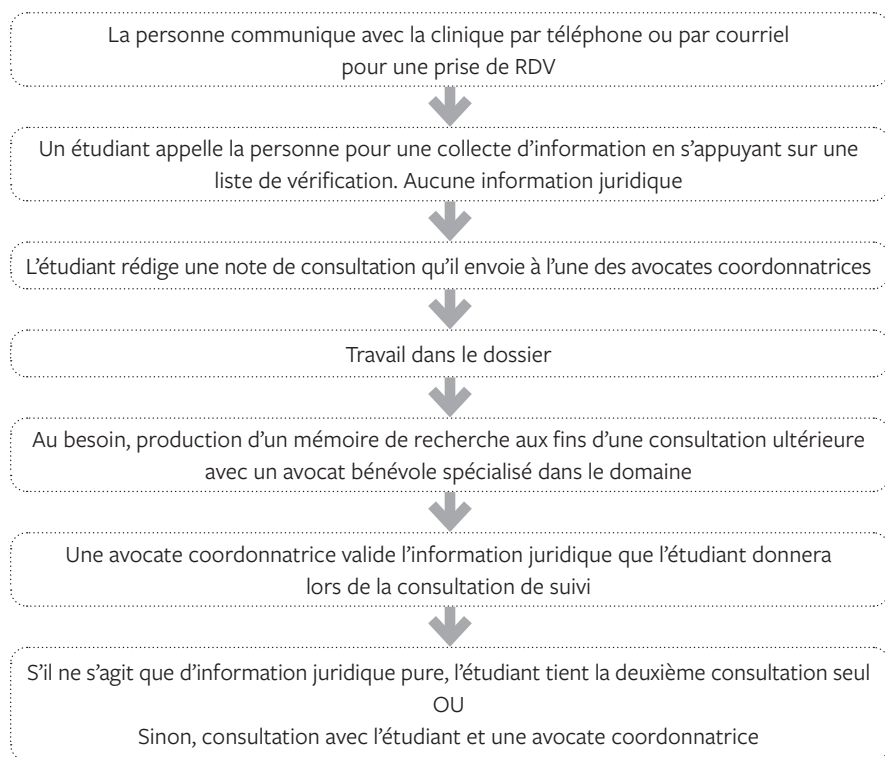 La personne communique avec la clinique par téléphone ou par courriel
pour une prise de RDV
Un étudiant appelle la personne pour une collecte d’information en s’appuyant sur une
liste de vérification. Aucune information juridique
L’étudiant rédige une note de consultation qu’il envoie à l’une des avocates coordonnatrices
Travail dans le dossier
Au besoin, production d’un mémoire de recherche aux fins d’une consultation ultérieure
avec un avocat bénévole spécialisé dans le domaine
Une avocate coordonnatrice valide l’information juridique que l’étudiant donnera
lors de la consultation de suivi
S’il ne s’agit que d’information juridique pure, l’étudiant tient la deuxième consultation seul
OU
Sinon, consultation avec l’étudiant et une avocate coordonnatrice